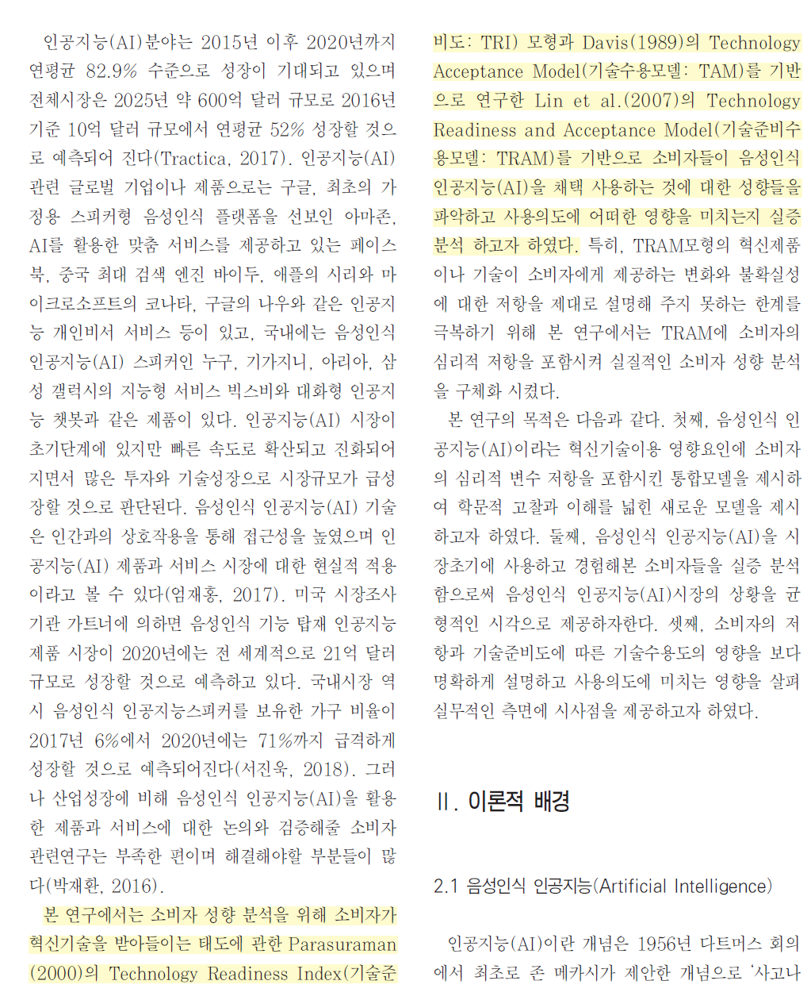 인공지능(AI)분야는 2015년 이후 2020년까지
연평균 82.9% 수준으로 성장이 기대되고 있으며
전체시장은 2025년 약 600억 달러 규모로 2016년
기준 10억 달러 규모에서 연평균 52% 성장할 것으
로 예측되어 진다(Tractica, 2017). 인공지능(AI)
관련 글로벌 기업이나 제품으로는 구글, 최초의 가
정용 스피커형 음성인식 플랫폼을 선보인 아마존,
AI를 활용한 맞춤 서비스를 제공하고 있는 페이스
북, 중국 최대 검색 엔진 바이두, 애플의 시리와 마
이크로소프트의 코나타, 구글의 나우와 같은 인공지
능 개인비서 서비스 등이 있고, 국내에는 음성인식
인공지능(AI) 스피커인 누구, 기가지니, 아리아, 삼
성 갤럭시의 지능형 서비스 빅스비와 대화형 인공지
능 챗봇과 같은 제품이 있다. 인공지능(AI) 시장이
초기단계에 있지만 빠른 속도로 확산되고 진화되어
지면서 많은 투자와 기술성장으로 시장규모가 급성
장할 것으로 판단된다. 음성인식 인공지능(AI) 기술
은 인간과의 상호작용을 통해 접근성을 높였으며 인
공지능(AI) 제품과 서비스 시장에 대한 현실적 적용
이라고 볼 수 있다(엄재홍, 2017). 미국 시장조사
기관 가트너에 의하면 음성인식 기능 탑재 인공지능
제품 시장이 2020년에는 전 세계적으로 21억 달러
규모로 성장할 것으로 예측하고 있다. 국내시장 역
시 음성인식 인공지능스피커를 보유한 가구 비율이
2017년 6%에서 2020년에는 71%까지 급격하게
성장할 것으로 예측되어진다(서진욱, 2018). 그러
나 산업성장에 비해 음성인식 인공지능(AI)을 활용
한 제품과 서비스에 대한 논의와 검증해줄 소비자
관련연구는 부족한 편이며 해결해야할 부분들이 많
다(박재환, 2016).
본 연구에서는 소비자 성향 분석을 위해 소비자가
혁신기술을 받아들이는 태도에 관한 Parasuraman
(2000)의 Technology Readiness Index(기술준
비도: TRI) 모형과 Davis(1989)의 Technology
Acceptance Model(기술수용모델: TAM)를 기반
으로 연구한 Lin et al.(2007)의 Technology
Readiness and Acceptance Model(기술준비수
용모델: TRAM)를 기반으로 소비자들이 음성인식
인공지능(AI)을 채택 사용하는 것에 대한 성향들을
파악하고 사용의도에 어떠한 영향을 미치는지 실증
분석 하고자 하였다. 특히, TRAM모형의 혁신제품
이나 기술이 소비자에게 제공하는 변화와 불확실성
에 대한 저항을 제대로 설명해 주지 못하는 한계를
극복하기 위해 본 연구에서는 TRAM에 소비자의
심리적 저항을 포함시켜 실질적인 소비자 성향 분석
을 구체화 시켰다.
본 연구의 목적은 다음과 같다. 첫째, 음성인식 인
공지능(AI)이라는 혁신기술이용 영향요인에 소비자
의 심리적 변수 저항을 포함시킨 통합모델을 제시하
여 학문적 고찰과 이해를 넓힌 새로운 모델을 제시
하고자 하였다. 둘째, 음성인식 인공지능(AI)을 시
장초기에 사용하고 경험해본 소비자들을 실증 분석
함으로써 음성인식 인공지능(AI)시장의 상황을 균
형적인 시각으로 제공하자한다. 셋째, 소비자의 저
항과 기술준비도에 따른 기술수용도의 영향을 보다
명확하게 설명하고 사용의도에 미치는 영향을 살펴
실무적인 측면에 시사점을 제공하고자 하였다.
Ⅱ. 이론적 배경
2.1 음성인식 인공지능(Artificial Intelligence)
인공지능(AI)이란 개념은 1956년 다트머스 회의
에서 최초로 존 메카시가 제안한 개념으로 ‘사고나